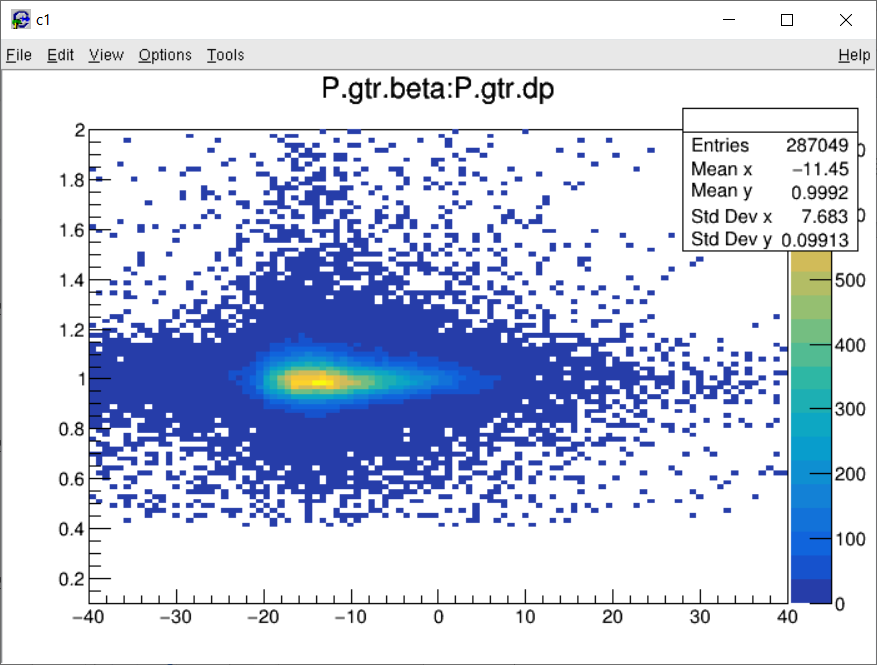 c1
File Edit View Options Tools Help
P.gtr.beta:P.gtr.dp
Entries 287049
Mean x −11.45
Mean y 0.9992
Std Dev x 7.683
Std Dev y 0.09913
2
1.8
1.6
1.4
1.2
1
0.8
0.6
0.4
0.2
−40 −30 −20 −10 0 10 20 30 40
0
0
500
400
300
200
100
0